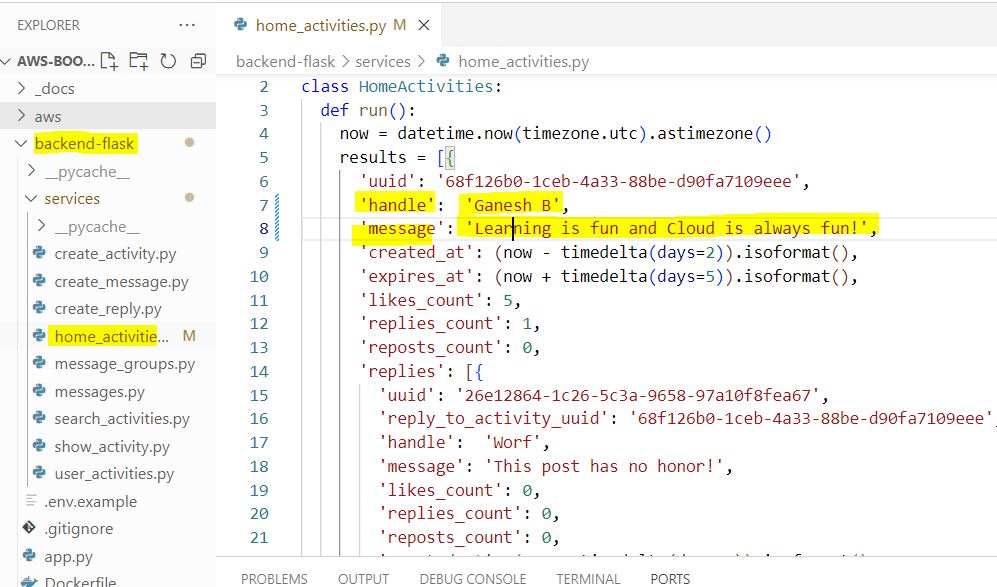 EXPLORER ...
AWS-BOO...
_docs
aws
backend-flask
__pycache__
services
__pycache__
create_activity.py
create_message.py
create_reply.py
home_activitie... M
message_groups.py
messages.py
search_activities.py
show_activity.py
user_activities.py
.env.example
.gitignore
app.py
Dockerfile
home_activities.py M
backend-flask > services > home_activities.py
2 class HomeActivities:
3 def run():
4 now = datetime.now(timezone.utc).astimezone()
5 results = [{
6 'uuid': '68f126b0-1ceb-4a33-88be-d90fa7109eee',
7 'handle': 'Ganesh B',
8 'message': 'Learning is fun and Cloud is always fun!',
9 'created_at': (now - timedelta(days=2)).isoformat(),
10 'expires_at': (now + timedelta(days=5)).isoformat(),
11 'likes_count': 5,
12 'replies_count': 1,
13 'reposts_count': 0,
14 'replies': [{
15 'uuid': '26e12864-1c26-5c3a-9658-97a10f8fea67',
16 'reply_to_activity_uuid': '68f126b0-1ceb-4a33-88be-d90fa7109eee',
17 'handle': 'Worf',
18 'message': 'This post has no honor!',
19 'likes_count': 0,
20 'replies_count': 0,
21 'reposts_count': 0,
PROBLEMS OUTPUT DEBUG CONSOLE TERMINAL PORTS